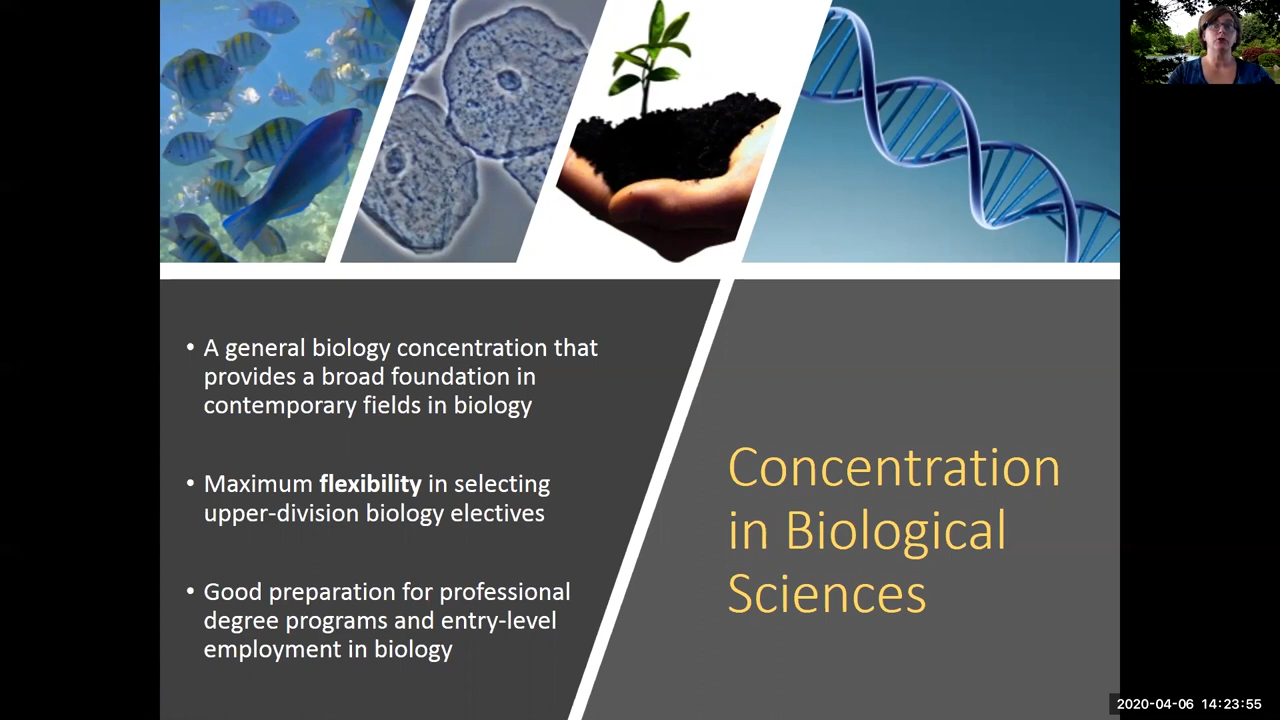 • A general biology concentration that
provides a broad foundation in
contemporary fields in biology
• Maximum flexibility in selecting
upper-division biology electives
• Good preparation for professional
degree programs and entry-level
employment in biology
Concentration
in Biological
Sciences
2020-04-06 14:23:55